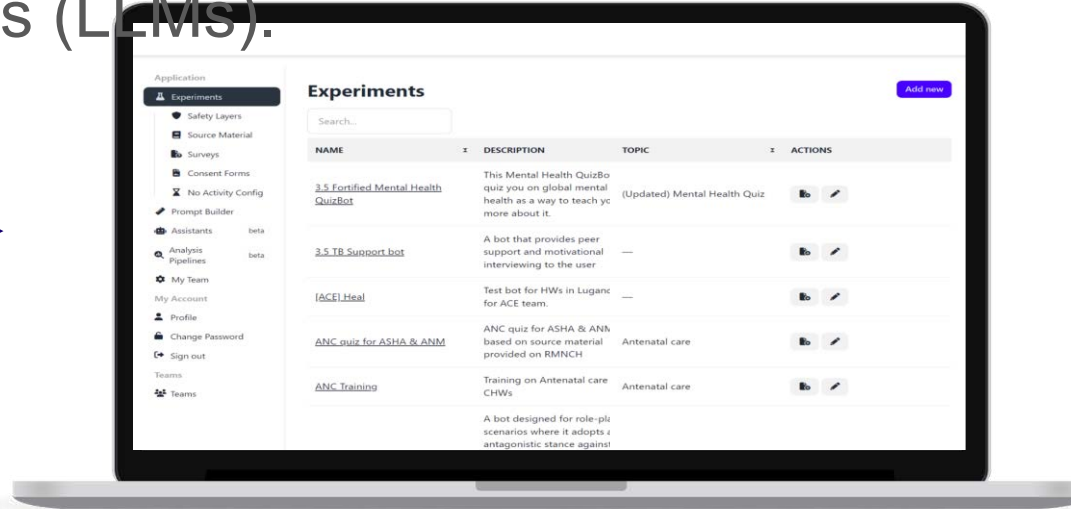 s (LLMs).
Application
Experiments
Safety Layers
Source Material
Surveys
Consent Forms
No Activity Config
Prompt Builder
Assistants beta
Analysis
Pipelines beta
My Team
My Account
Profile
Change Password
Sign out
Teams
Teams
Experiments
Add new
Search...
NAME DESCRIPTION TOPIC ACTIONS
3.5 Fortified Mental Health
QuizBot
This Mental Health QuizBo
quiz you on global mental
health as a way to teach yo
more about it.
(Updated) Mental Health Quiz
3.5 TB Support bot
A bot that provides peer
support and motivational
interviewing to the user
—
[ACE] Heal
Test bot for HWs in Lugand
for ACE team.
—
ANC quiz for ASHA & ANM
ANC quiz for ASHA & ANM
based on source material
provided on RMNCH
Antenatal care
ANC Training
Training on Antenatal care
CHWs
Antenatal care
A bot designed for role-pla
scenarios where it adopts a
antagonistic stance against